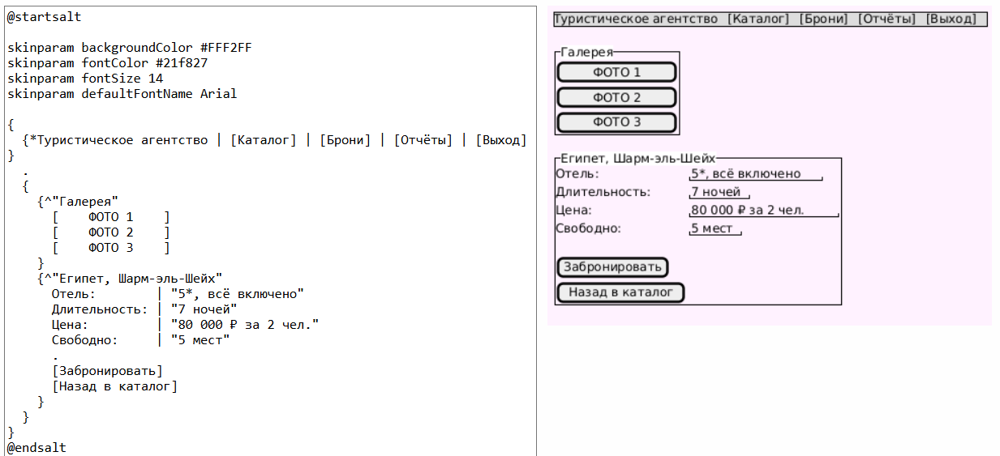 @startsalt
skinparam backgroundColor #FFF2FF
skinparam fontColor #21f827
skinparam fontSize 14
skinparam defaultFontName Arial
{
{*Туристическое агентство | [Каталог] | [Брони] | [Отчёты] | [Выход]
}
.
{
{^"Галерея"
[    ФОТО 1    ]
[    ФОТО 2    ]
[    ФОТО 3    ]
}
{^"Египет, Шарм-эль-Шейх"
Отель:        | "5*, всё включено"
Длительность: | "7 ночей"
Цена:         | "80 000 ₽ за 2 чел."
Свободно:     | "5 мест"
.
[Забронировать]
[Назад в каталог]
}
}
}
@endsalt
Туристическое агентство [Каталог] [Брони] [Отчёты] [Выход]
Галерея
ФОТО 1
ФОТО 2
ФОТО 3
Египет, Шарм-эль-Шейх
Отель: 5*, всё включено
Длительность: 7 ночей
Цена: 80 000 ₽ за 2 чел.
Свободно: 5 мест
Забронировать
Назад в каталог